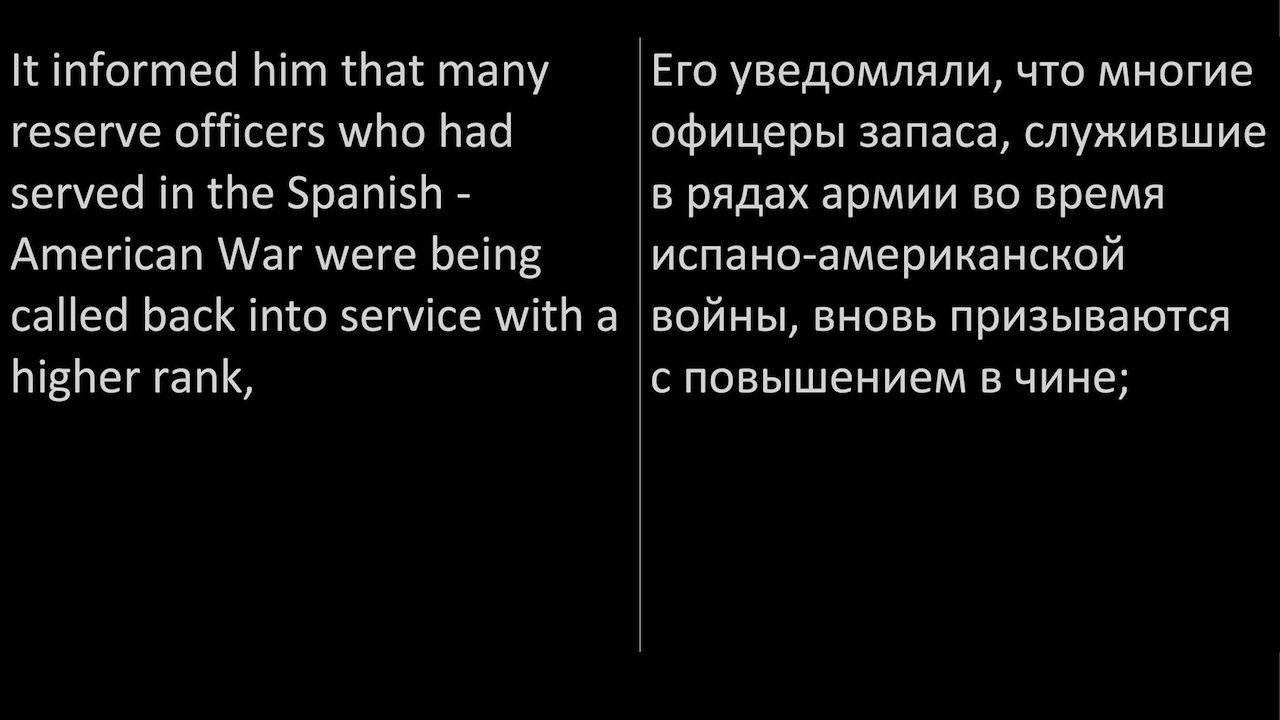 It informed him that many
reserve officers who had
served in the Spanish -
American War were being
called back into service with a
higher rank,
Его уведомляли, что многие
офицеры запаса, служившие
в рядах армии во время
испано-американской
войны, вновь призываются
с повышением в чине;